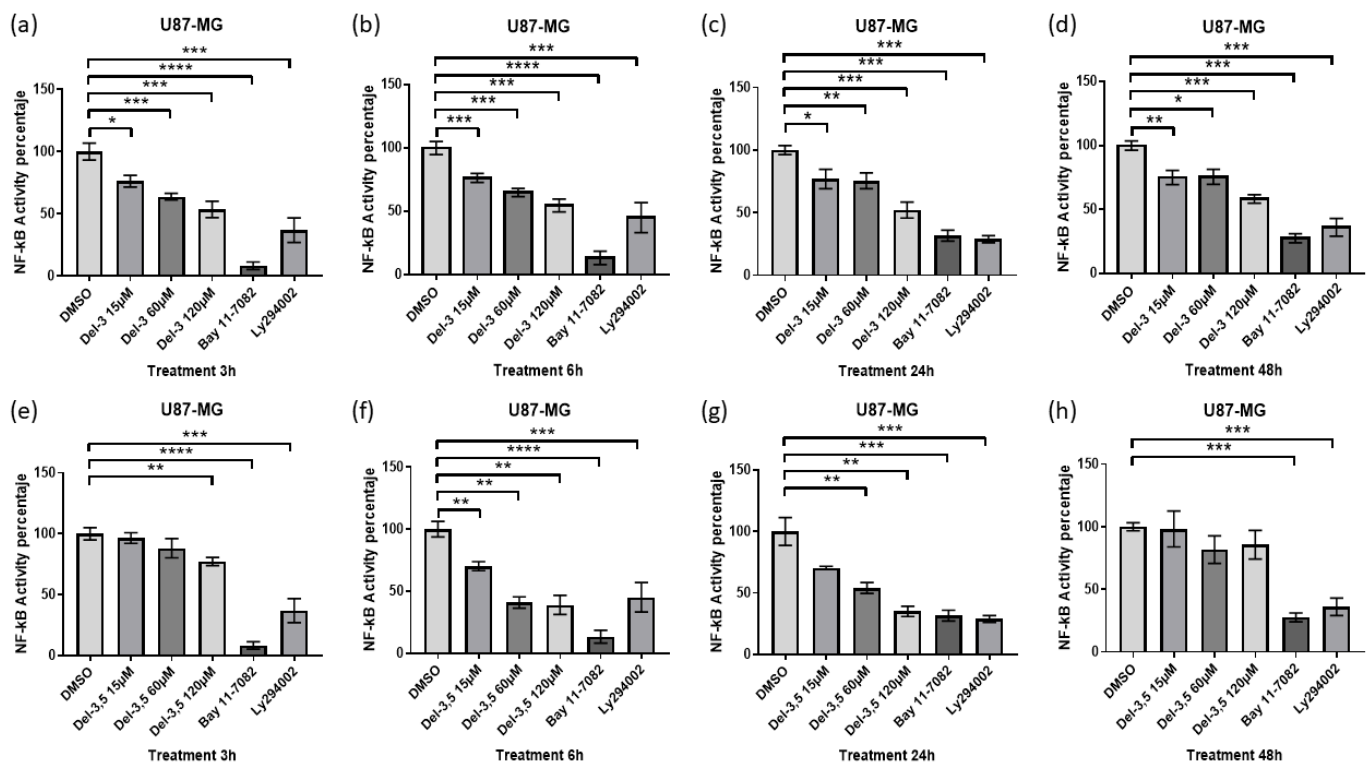 (a)
U87-MG
***
****
***
***
*
NF-kB Activity percentaje
150
100
50
0
DMSO
Del-3 15µM
Del-3 60µM
Del-3 120µM
Bay 11-7082
Ly294002
Treatment 3h
(b)
U87-MG
***
****
***
***
***
NF-kB Activity percentaje
150
100
50
0
DMSO
Del-3 15µM
Del-3 60µM
Del-3 120µM
Bay 11-7082
Ly294002
Treatment 6h
(c)
U87-MG
***
***
***
**
*
NF-kB Activity percentaje
150
100
50
0
DMSO
Del-3 15µM
Del-3 60µM
Del-3 120µM
Bay 11-7082
Ly294002
Treatment 24h
(d)
U87-MG
***
***
***
*
**
NF-kB Activity percentaje
150
100
50
0
DMSO
Del-3 15µM
Del-3 60µM
Del-3 120µM
Bay 11-7082
Ly294002
Treatment 48h
(e)
U87-MG
***
****
**
NF-kB Activity percentaje
150
100
50
0
DMSO
Del-3,5 15µM
Del-3,5 60µM
Del-3,5 120µM
Bay 11-7082
Ly294002
Treatment 3h
(f)
U87-MG
***
****
**
**
**
NF-kB Activity percentaje
150
100
50
0
DMSO
Del-3,5 15µM
Del-3,5 60µM
Del-3,5 120µM
Bay 11-7082
Ly294002
Treatment 6h
(g)
U87-MG
***
***
**
**
NF-kB Activity percentaje
150
100
50
0
DMSO
Del-3,5 15µM
Del-3,5 60µM
Del-3,5 120µM
Bay 11-7082
Ly294002
Treatment 24h
(h)
U87-MG
***
***
NF-kB Activity percentaje
150
100
50
0
DMSO
Del-3,5 15µM
Del-3,5 60µM
Del-3,5 120µM
Bay 11-7082
Ly294002
Treatment 48h